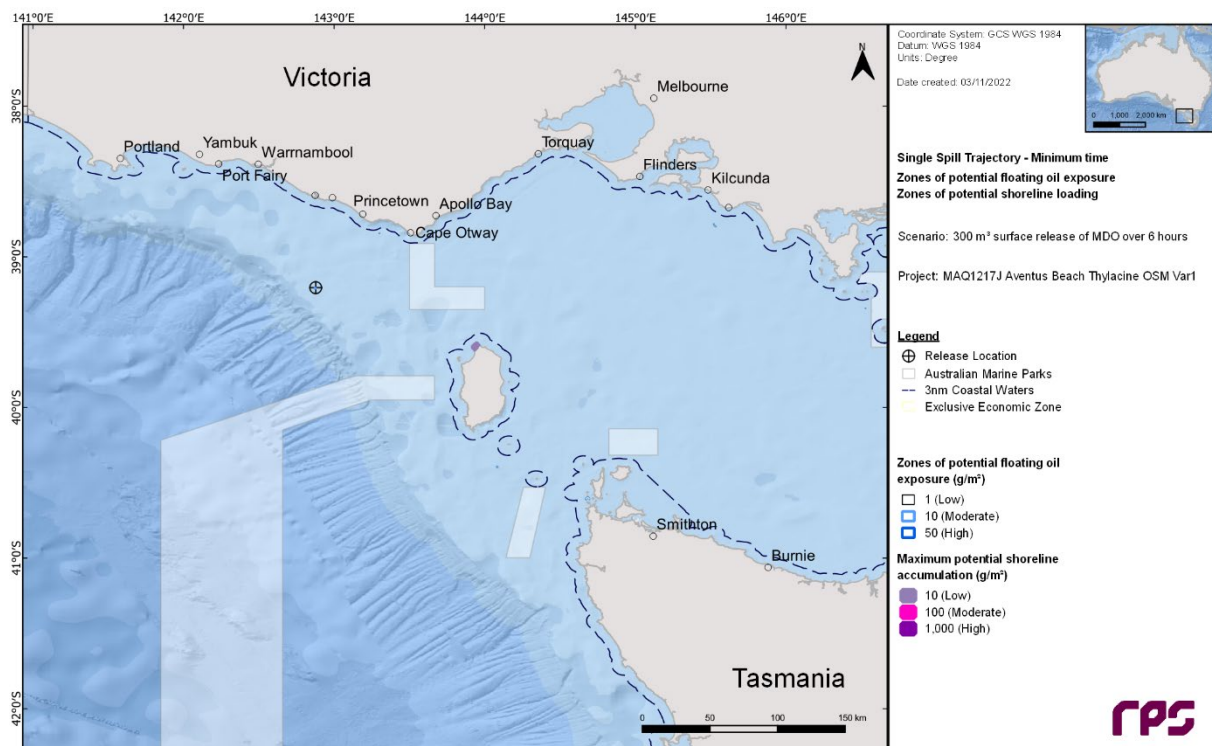 141°0'E
142°0'E
143°0'E
144°0'E
145°0'E
146°0'E
38°0'S
39°0'S
40°0'S
41°0'S
42°0'S
Victoria
Melbourne
Portland
Yambuk
Warrnambool
Port Fairy
Torquay
Flinders
Kilcunda
Princetown
Apollo Bay
Cape Otway
Smithton
Burnie
Tasmania
0 50 100 150 km
Coordinate System: GCS WGS 1984
Datum: WGS 1984
Units: Degree
Date created: 03/11/2022
N
0 1,000 2,000 km
Single Spill Trajectory - Minimum time
Zones of potential floating oil exposure
Zones of potential shoreline loading
Scenario: 300 m³ surface release of MDO over 6 hours
Project: MAQ1217J Aventus Beach Thylacine OSM Var1
Legend
Release Location
Australian Marine Parks
3nm Coastal Waters
Exclusive Economic Zone
Zones of potential floating oil
exposure (g/m²)
1 (Low)
10 (Moderate)
50 (High)
Maximum potential shoreline
accumulation (g/m²)
10 (Low)
100 (Moderate)
1,000 (High)
rps